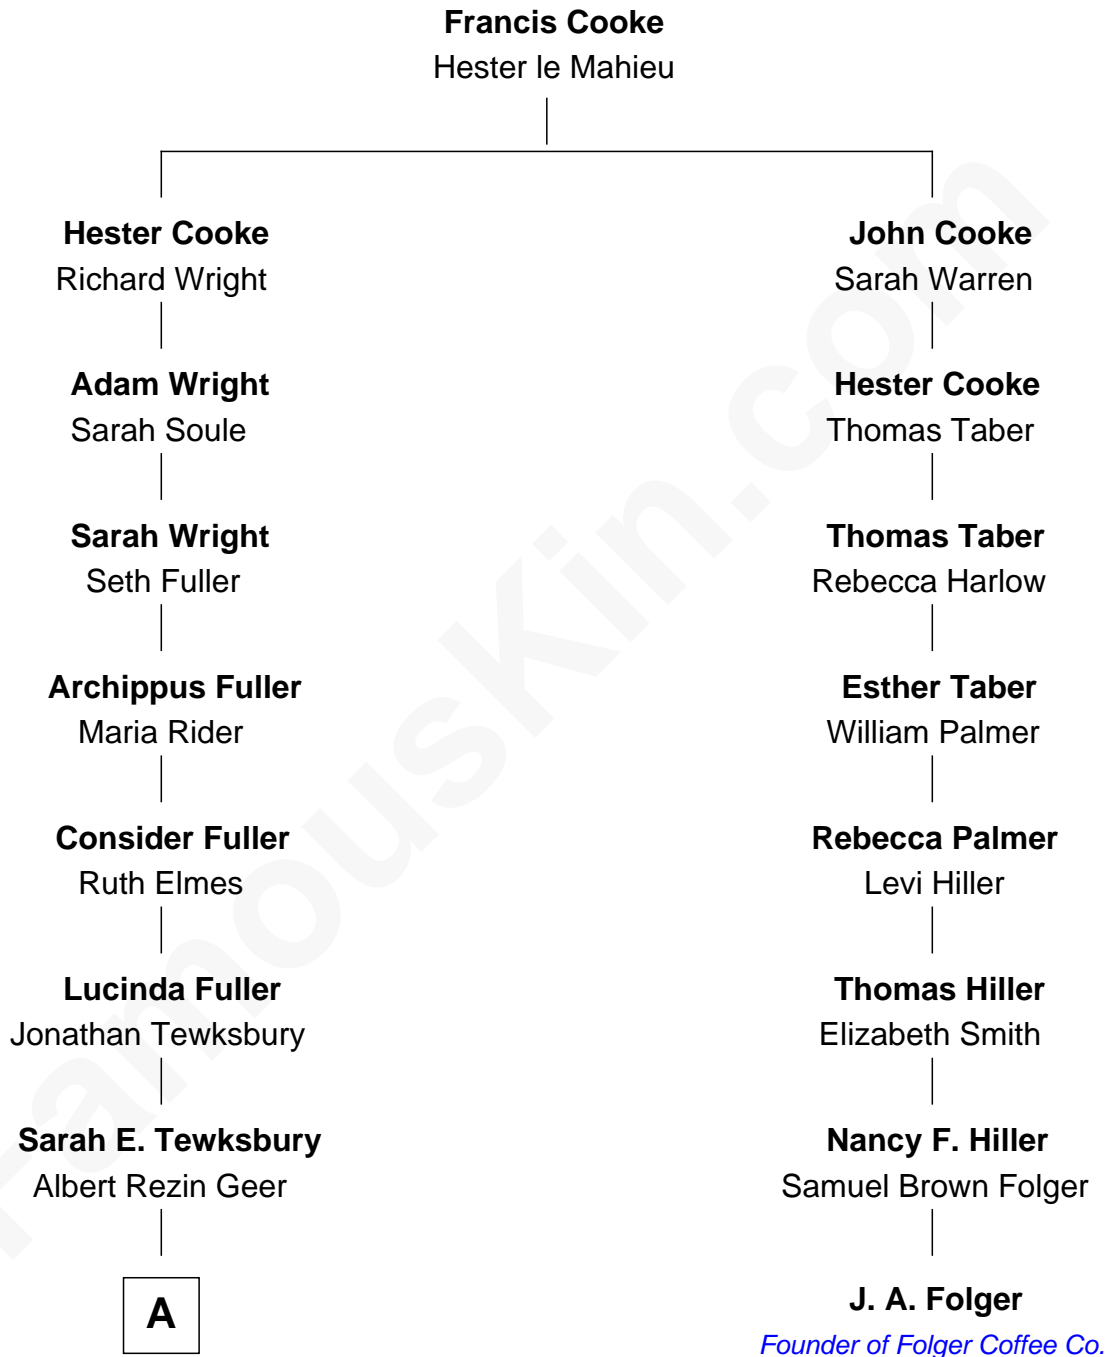 Francis Cooke
Hester le Mahieu
Hester Cooke
Richard Wright
John Cooke
Sarah Warren
Adam Wright
Sarah Soule
Hester Cooke
Thomas Taber
Sarah Wright
Seth Fuller
Thomas Taber
Rebecca Harlow
Archippus Fuller
Maria Rider
Esther Taber
William Palmer
Consider Fuller
Ruth Elmes
Rebecca Palmer
Levi Hiller
Lucinda Fuller
Jonathan Tewksbury
Thomas Hiller
Elizabeth Smith
Sarah E. Tewksbury
Albert Rezin Geer
Nancy F. Hiller
Samuel Brown Folger
A
J. A. Folger
Founder of Folger Coffee Co.
FamousKin.com